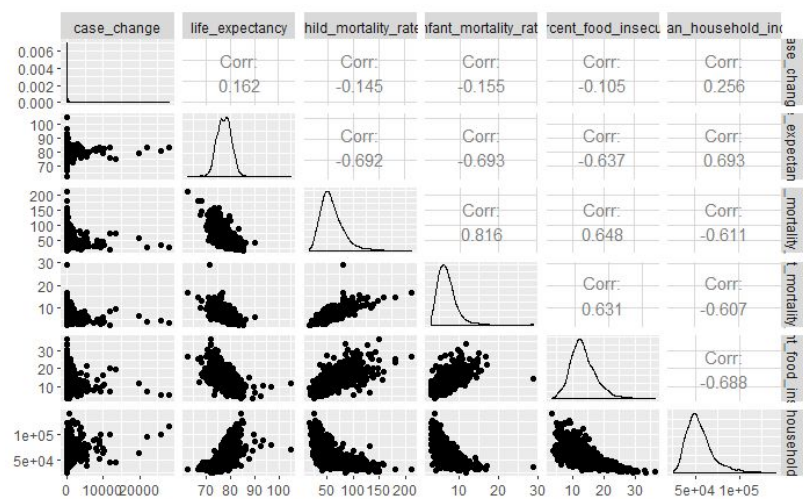 case_change life_expectancy hild_mortality_rate nfant_mortality_rat rcent_food_insecu an_household_inc
0.006
0.004
0.002
0.000
Corr:
0.162
Corr:
-0.145
Corr:
-0.155
Corr:
-0.105
Corr:
0.256
ase_chang
100
90
80
70
Corr:
-0.692
Corr:
-0.693
Corr:
-0.637
Corr:
0.693
_expectan
200
150
100
50
Corr:
0.816
Corr:
0.648
Corr:
-0.611
_mortality_
30
20
10
Corr:
0.631
Corr:
-0.607
t_mortality
30
20
10
Corr:
-0.688
nt_food_ins
1e+05
5e+04
household
0 10000 20000 70 80 90 100 50 100 150 200 10 20 30 10 20 30 5e+04 1e+05